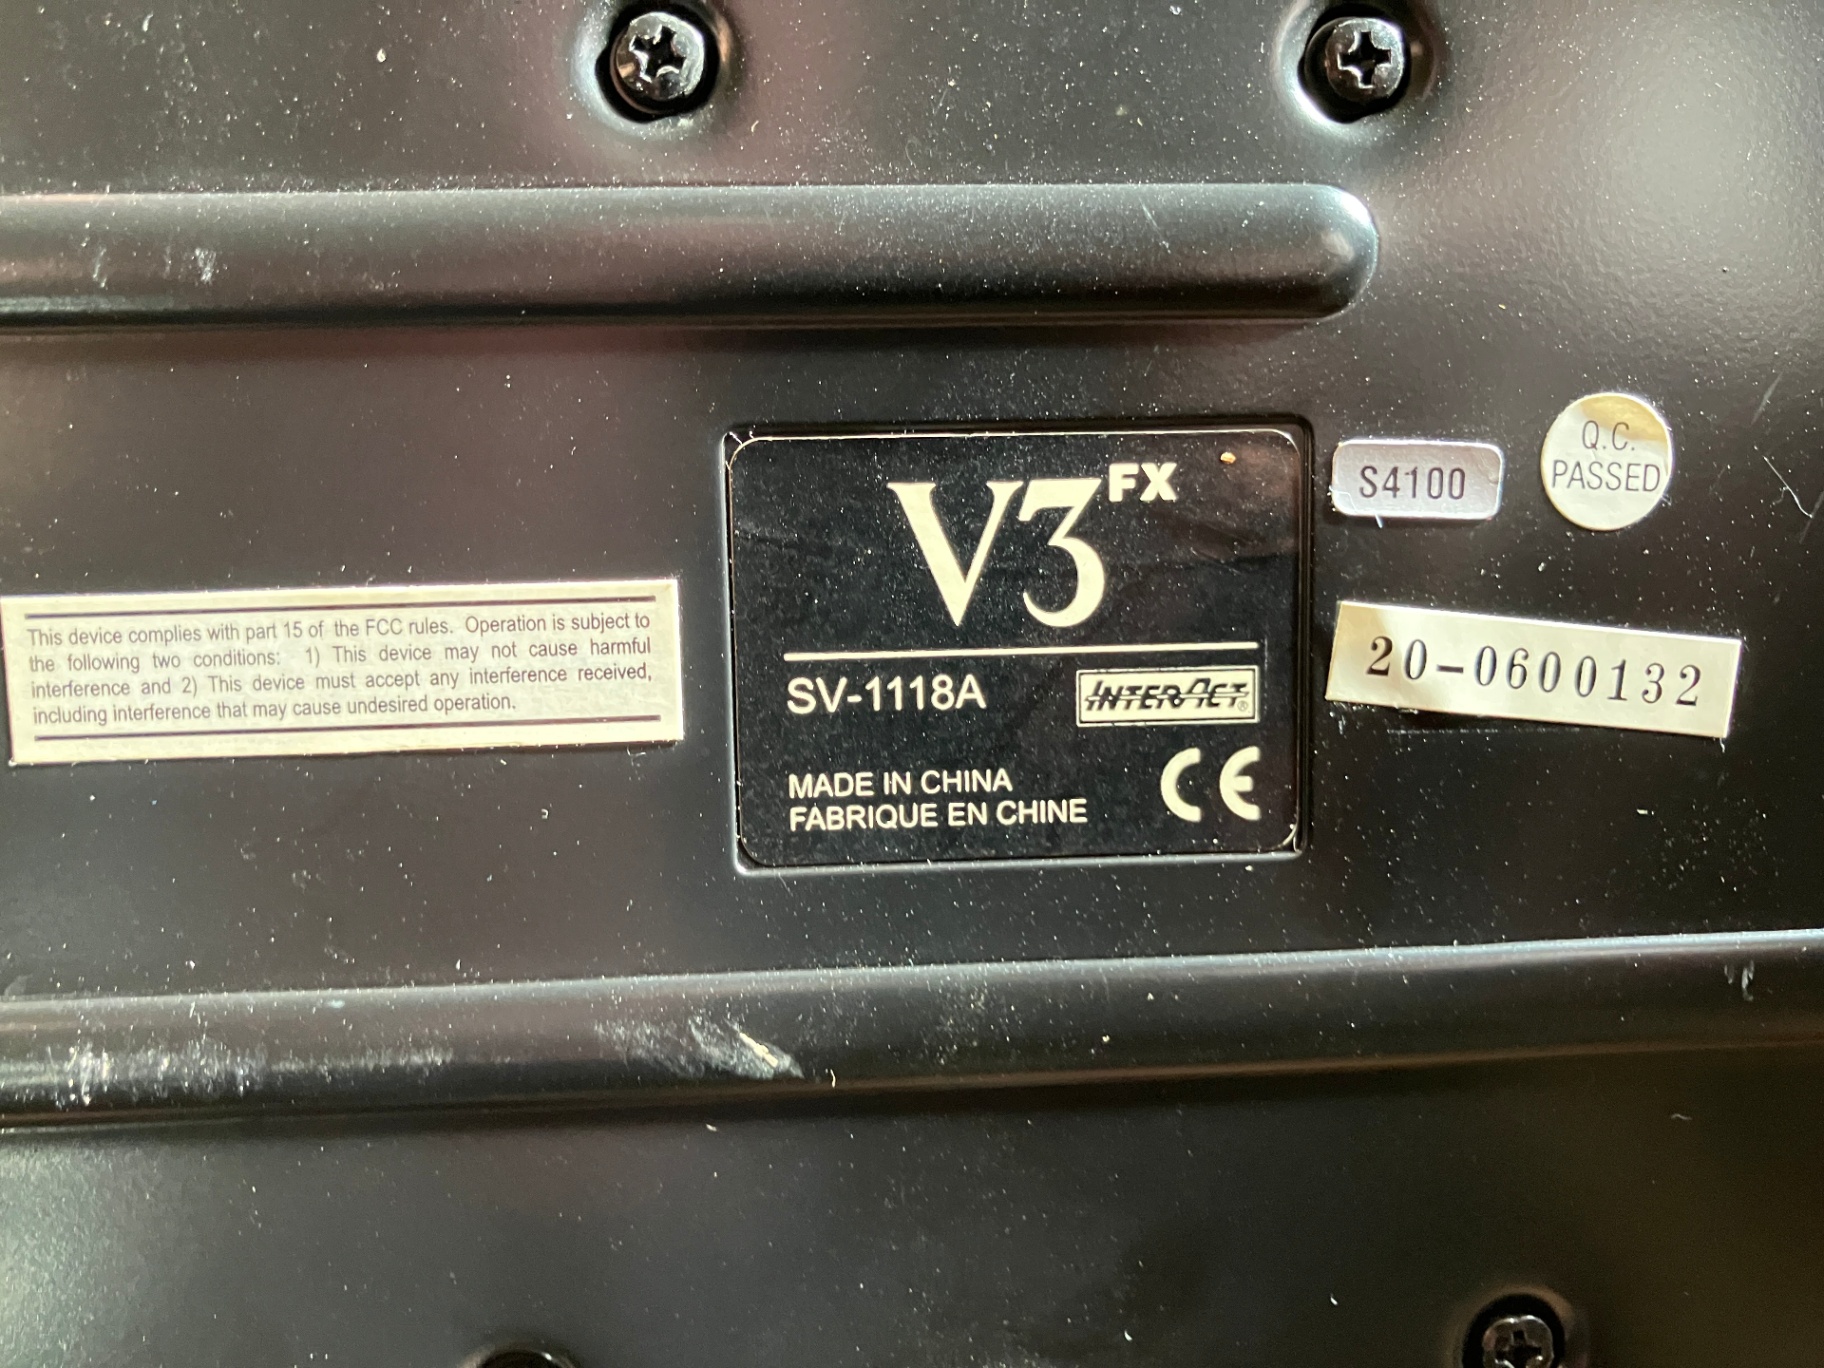 V3 FX
SV-1118A
INTERACT®
MADE IN CHINA
FABRIQUE EN CHINE
CE
S4100
Q.C.
PASSED
20-0600132
This device complies with part 15 of the FCC rules. Operation is subject to
the following two conditions: 1) This device may not cause harmful
interference and 2) This device must accept any interference received,
including interference that may cause undesired operation.